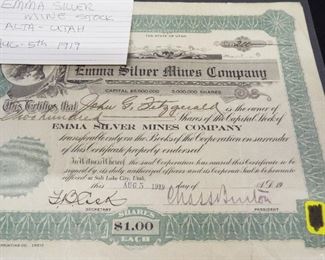 EMMA SILVER
MINE STOCK
ALTA - UTAH
AUG - 5th 1919
THE STATE OF UTAH
Emma Silver Mines Company
CAPITAL $5,000,000 5,000,000 SHARES
This Certifies that John G. Fitzgerald is the owner of
Two hundred Shares of the Capital Stock of
EMMA SILVER MINES COMPANY
transferable only on the Books of the Corporation on surrender
of this Certificate properly endorsed.
In Witness Whereof, the said Corporation has caused this Certificate to be
signed by its duly authorized officers and its Corporate Seal to be hereunto
affixed at Salt Lake City, Utah,
this AUG 5 1919 day of A.D. 19
SECRETARY PRESIDENT
SHARES
$1.00
EACH